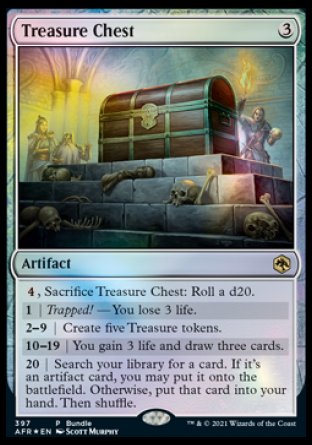 Treasure Chest 3
Artifact
4 , Sacrifice Treasure Chest: Roll a d20.
1 | Trapped! — You lose 3 life.
2–9 | Create five Treasure tokens.
10–19 | You gain 3 life and draw three cards.
20 | Search your library for a card. If it's
an artifact card, you may put it onto the
battlefield. Otherwise, put that card into your
hand. Then shuffle.
397 P Bundle
AFR★EN Scott Murphy
™ & © 2021 Wizards of the Coast